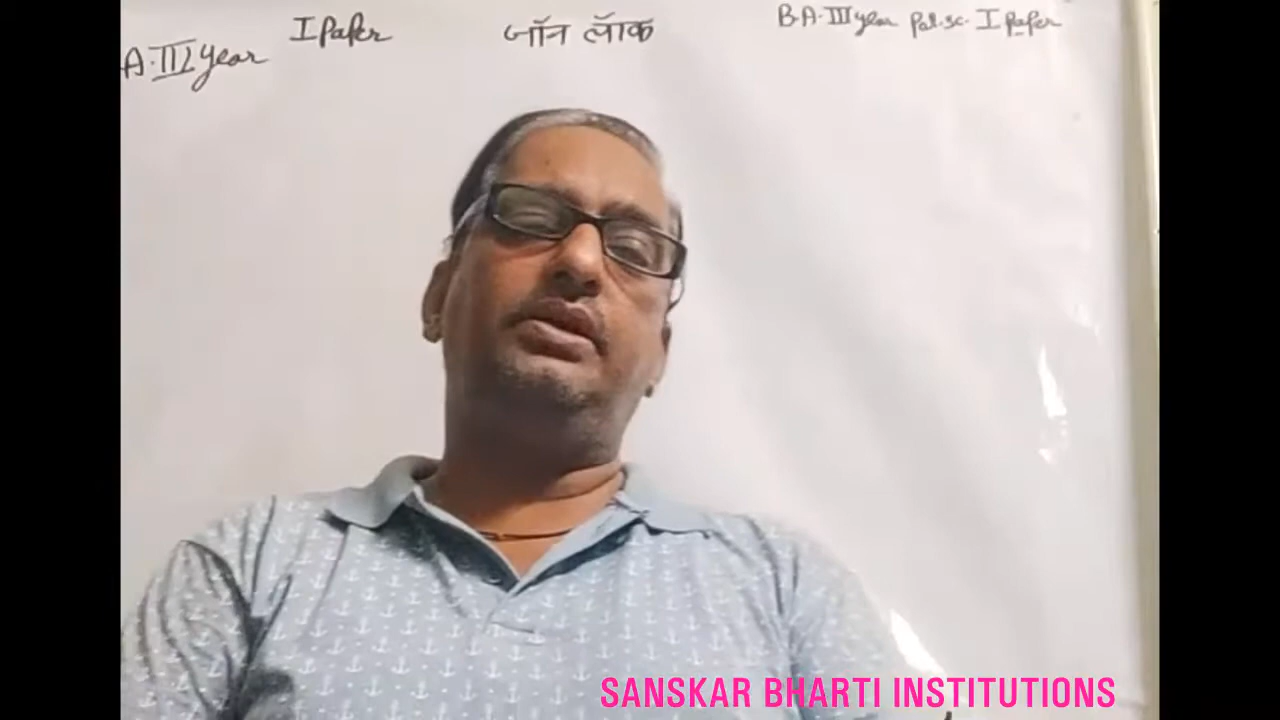 A.III year I Paper जॉन लॅाक B.A.III year Pol.sc. I Paper
SANSKAR BHARTI INSTITUTIONS